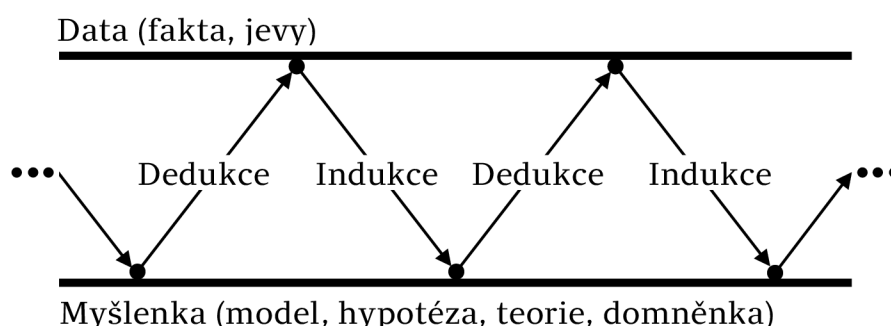 Data (fakta, jevy)
Dedukce Indukce Dedukce Indukce
Myšlenka (model, hypotéza, teorie, domněnka)